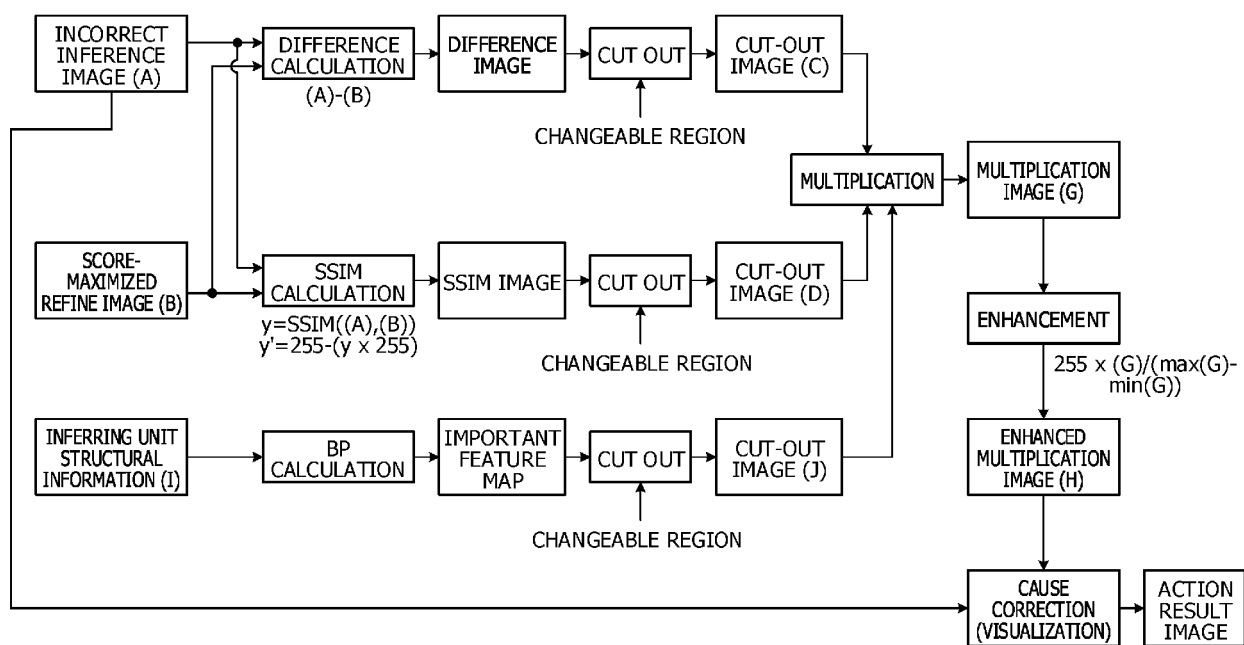 INCORRECT
INFERENCE
IMAGE (A)
DIFFERENCE
CALCULATION
(A)-(B)
DIFFERENCE
IMAGE
CUT OUT
CHANGEABLE REGION
CUT-OUT
IMAGE (C)
MULTIPLICATION
MULTIPLICATION
IMAGE (G)
SCORE-
MAXIMIZED
REFINE IMAGE (B)
SSIM
CALCULATION
y=SSIM((A),(B))
y'=255-(y x 255)
SSIM IMAGE
CUT OUT
CHANGEABLE REGION
CUT-OUT
IMAGE (D)
ENHANCEMENT
255 x (G)/(max(G)-
min(G))
INFERRING UNIT
STRUCTURAL
INFORMATION (I)
BP
CALCULATION
IMPORTANT
FEATURE
MAP
CUT OUT
CHANGEABLE REGION
CUT-OUT
IMAGE (J)
ENHANCED
MULTIPLICATION
IMAGE (H)
CAUSE
CORRECTION
(VISUALIZATION)
ACTION
RESULT
IMAGE